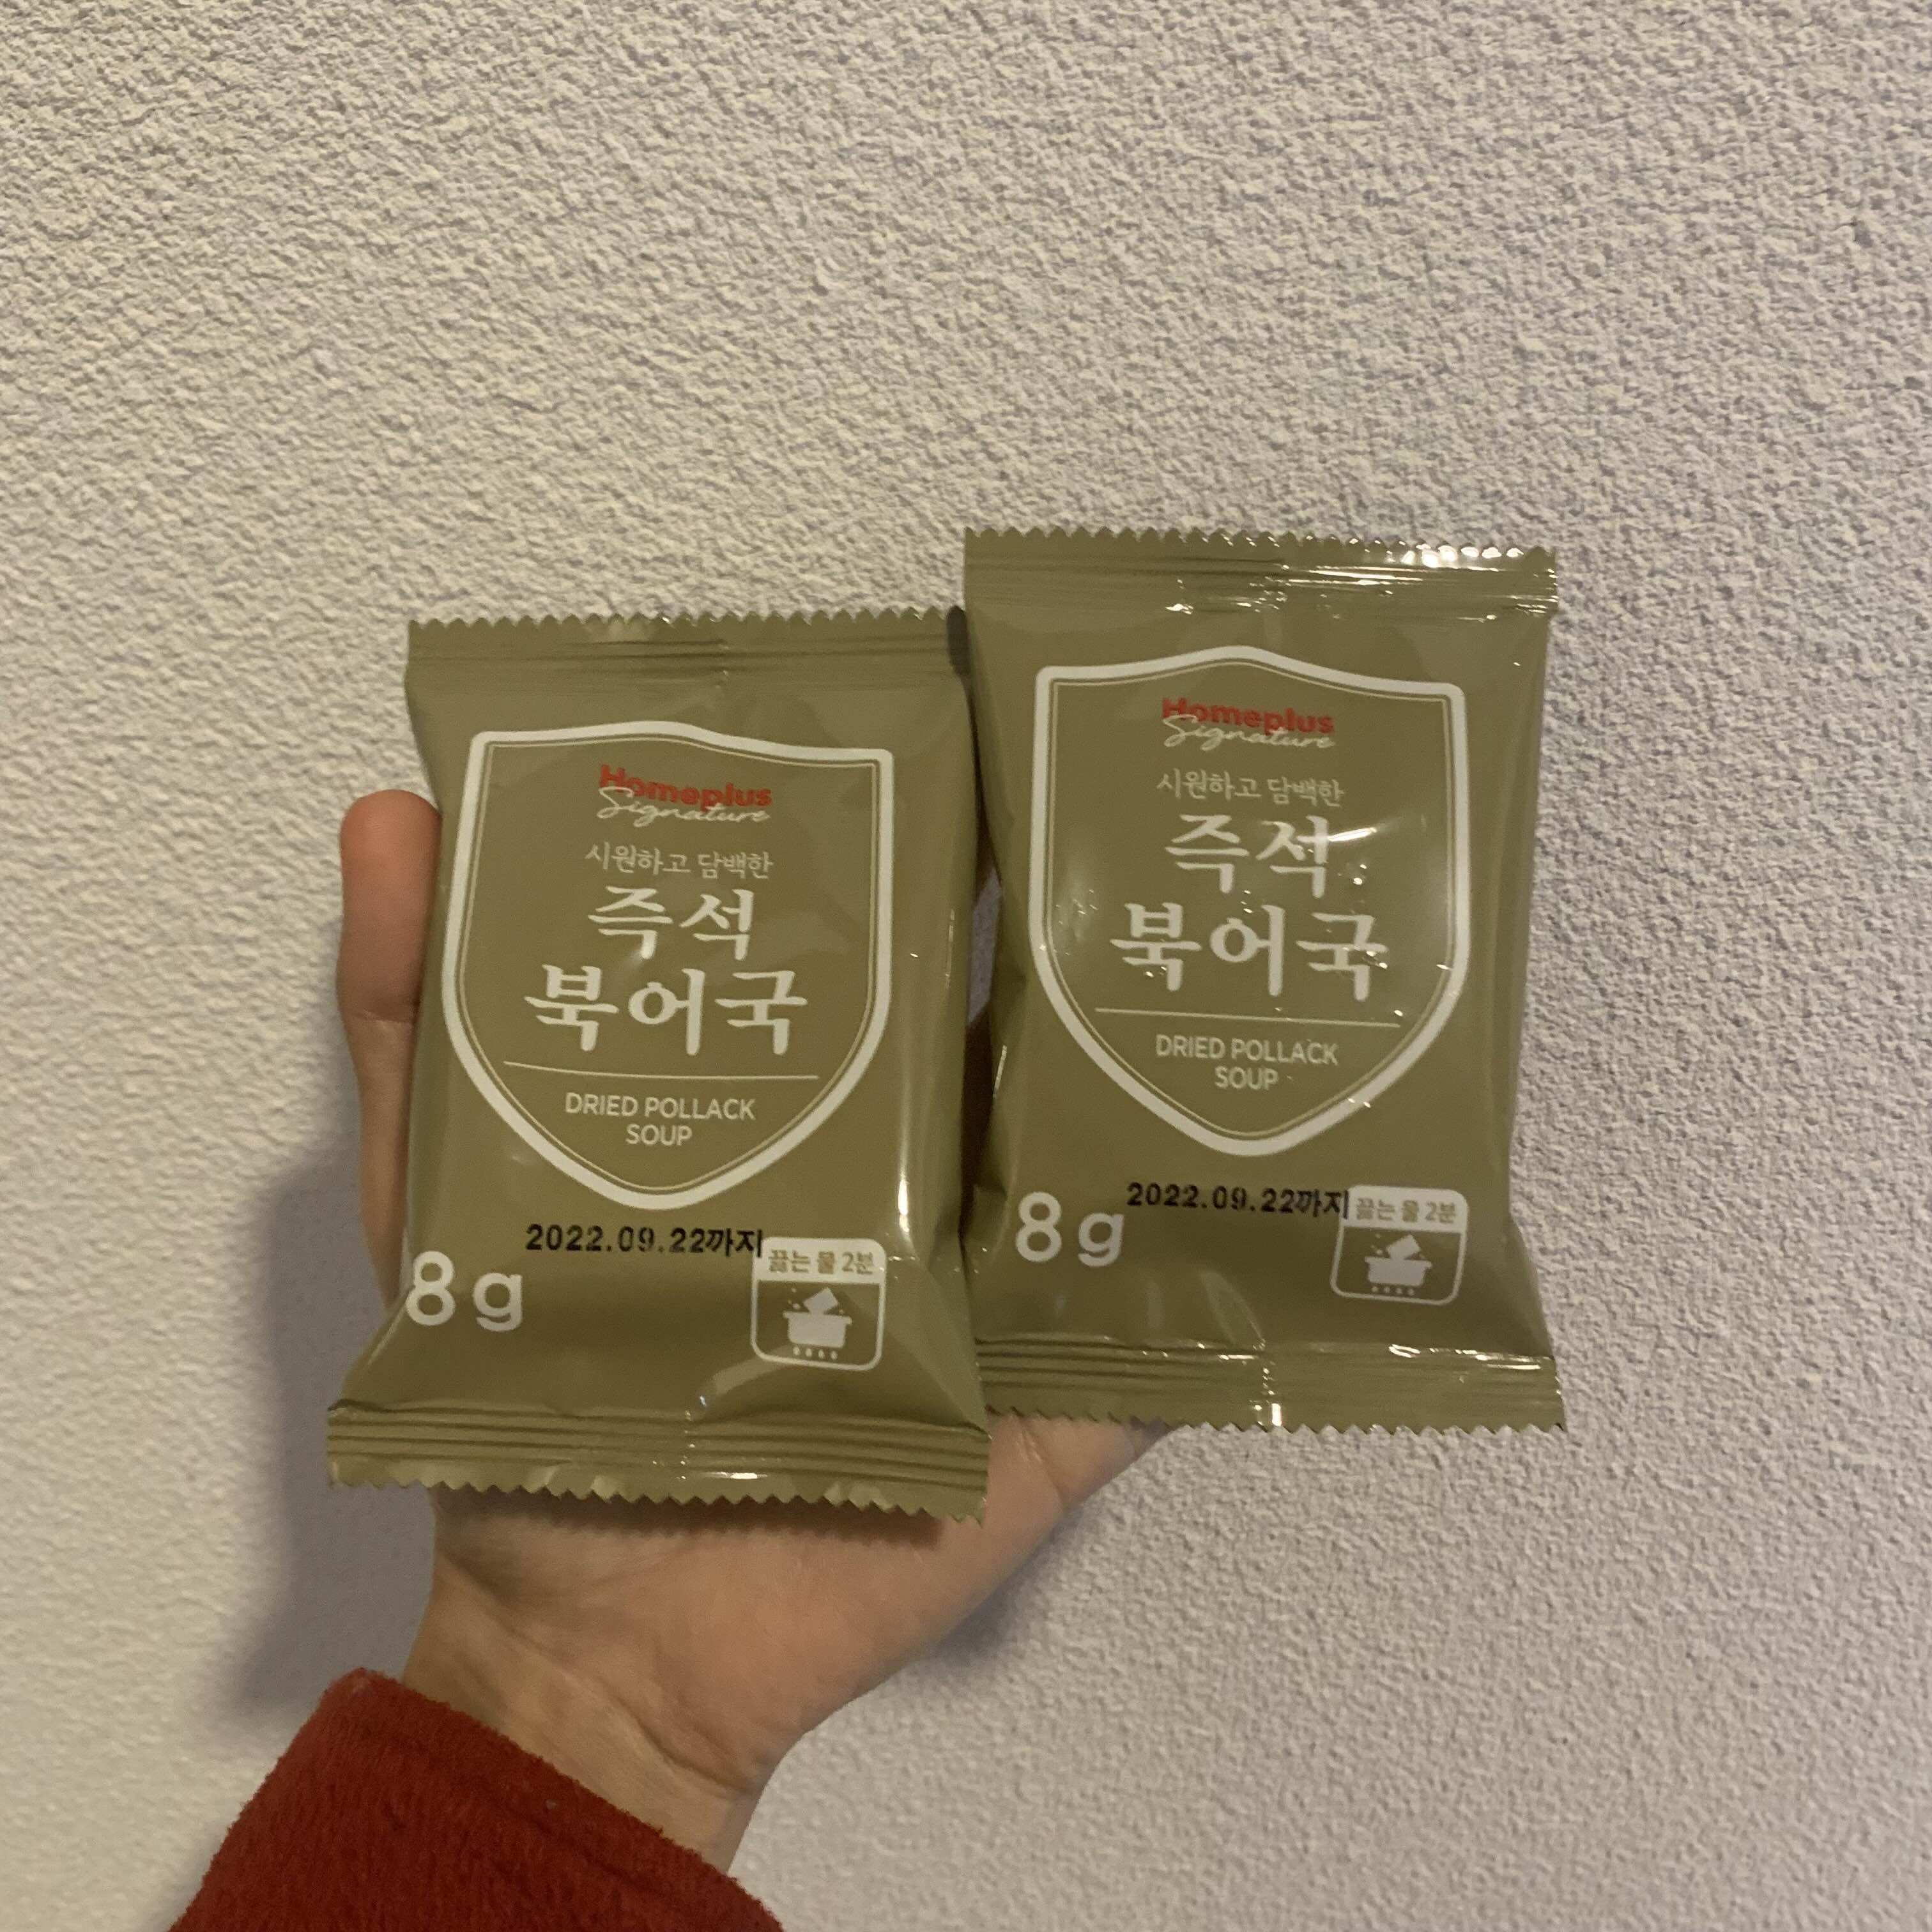 Homeplus
Signature
시원하고 담백한
즉석
북어국
DRIED POLLACK
SOUP
2022.09.22까지
8g
끓는 물 2분
Homeplus
Signature
시원하고 담백한
즉석
북어국
DRIED POLLACK
SOUP
2022.09.22까지
8g
끓는 물 2분